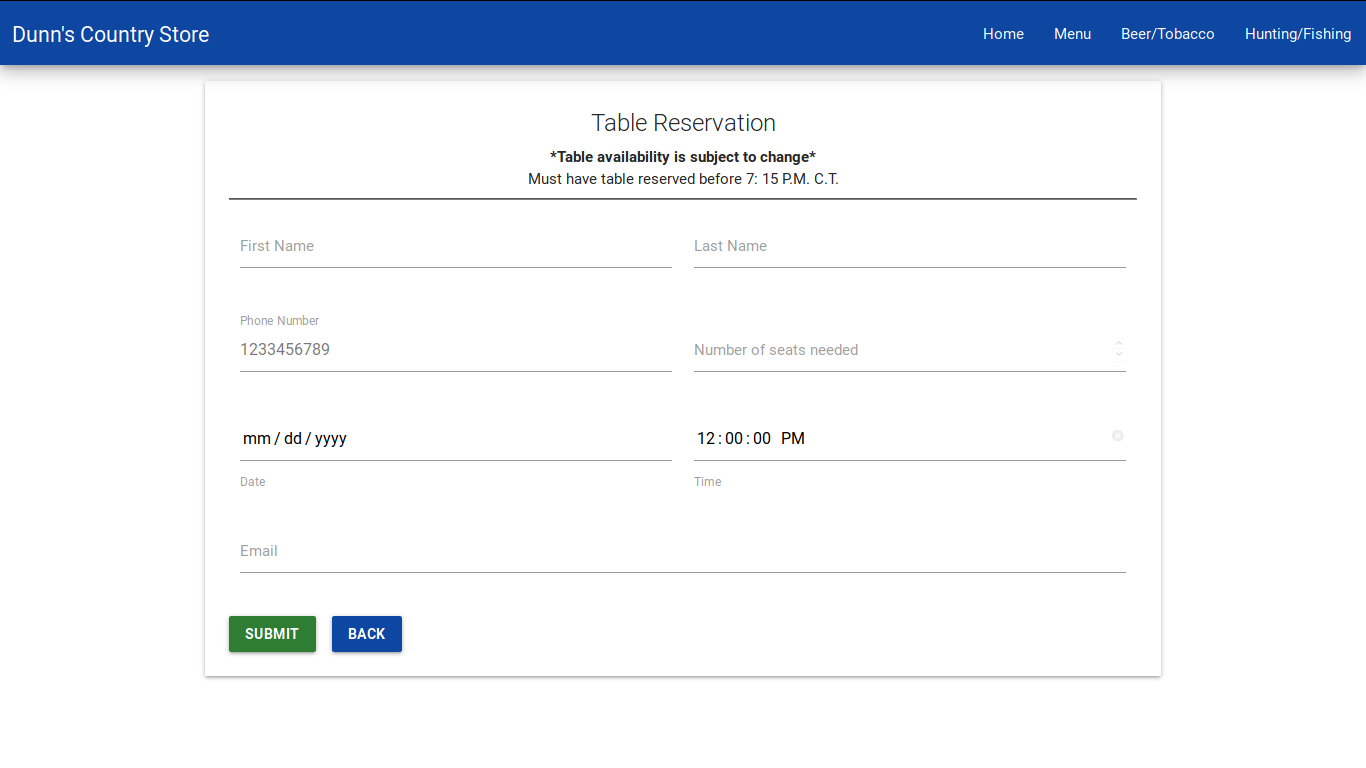 Dunn's Country Store Home Menu Beer/Tobacco Hunting/Fishing
Table Reservation
*Table availability is subject to change*
Must have table reserved before 7: 15 P.M. C.T.
First Name Last Name
Phone Number
1233456789 Number of seats needed
mm/dd/yyyy 12:00:00 PM
Date Time
Email
SUBMIT BACK